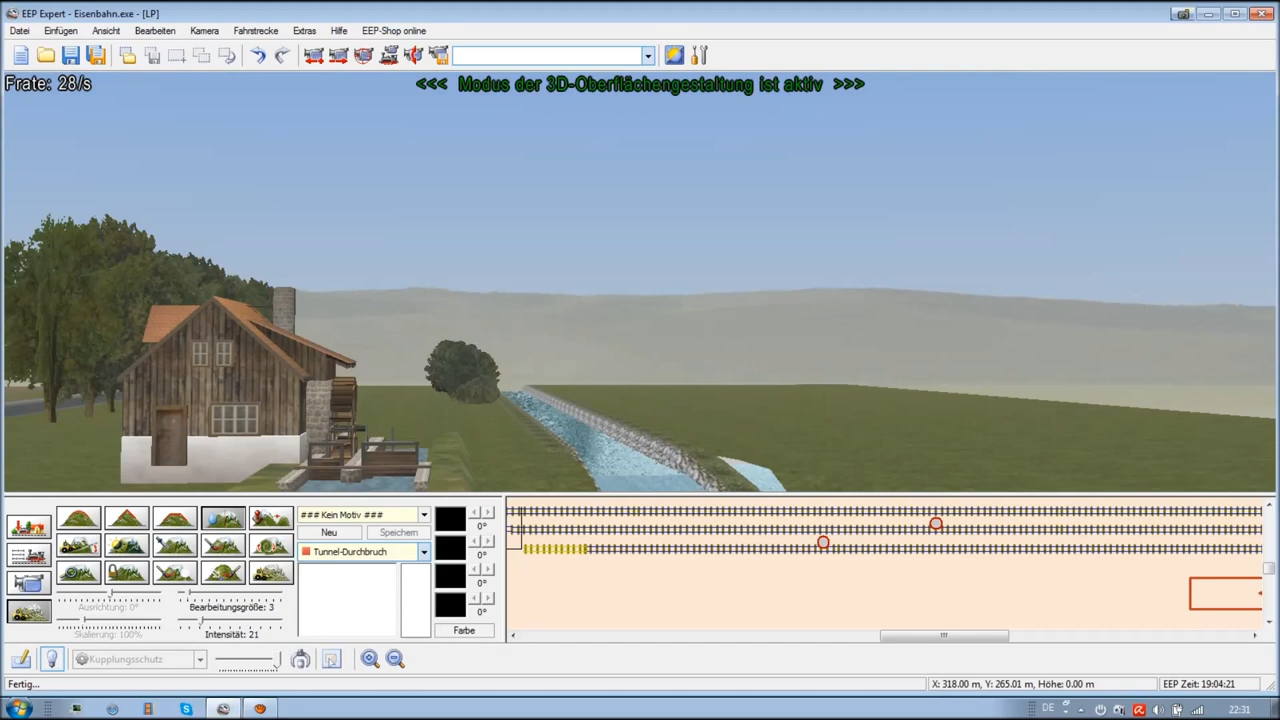 EEP Expert - Eisenbahn.exe - [LP]
Datei Einfügen Ansicht Bearbeiten Kamera Fahrstrecke Extras Hilfe EEP-Shop online
Frate: 28/s
<<< Modus der 3D-Oberflächengestaltung ist aktiv >>>
### Kein Motiv ###
Neu Speichern
Tunnel-Durchbruch
0°
0°
0°
0°
Farbe
Ausrichtung: 0° Bearbeitungsgröße: 3
Skalierung: 100% Intensität: 21
Kupplungsschutz
Fertig... X: 318.00 m, Y: 265.01 m, Höhe: 0.00 m EEP Zeit: 19:04:21
DE 22:31